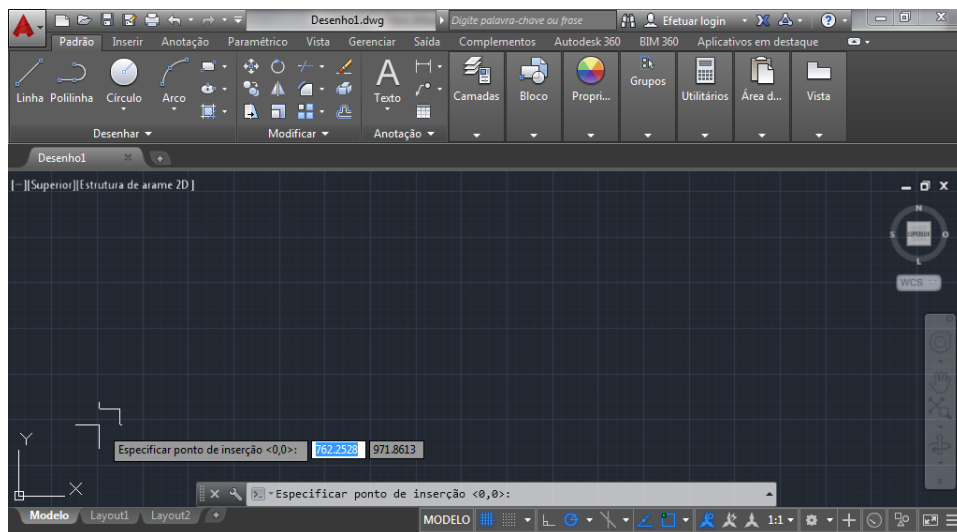 Desenho1.dwg
Digite palavra-chave ou frase
Efetuar login
Padrão Inserir Anotação Paramétrico Vista Gerenciar Saída Complementos Autodesk 360 BIM 360 Aplicativos em destaque
Linha Polilinha Círculo Arco Texto Camadas Bloco Propri... Grupos Utilitários Área d... Vista
Desenhar Modificar Anotação
Desenho1
[−][Superior][Estrutura de arame 2D]
N
S SUPERIOR O
L
WCS
Y
X
Especificar ponto de inserção <0,0>: 762.2528 971.8613
Especificar ponto de inserção <0,0>:
Modelo Layout1 Layout2 MODELO 1:1